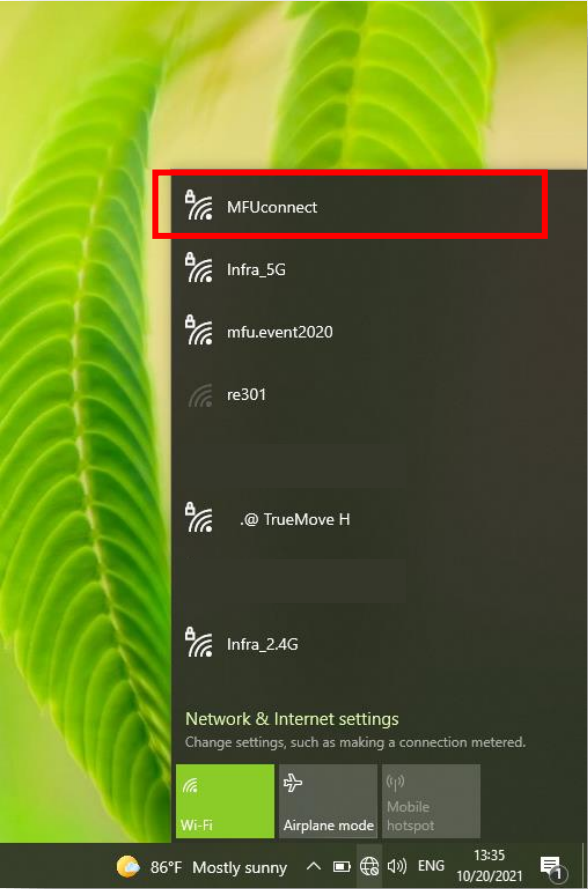 MFUconnect
Infra_5G
mfu.event2020
re301
.@ TrueMove H
Infra_2.4G
Network & Internet settings
Change settings, such as making a connection metered.
Wi-Fi
Airplane mode
Mobile
hotspot
86°F Mostly sunny
ENG
13:35
10/20/2021
1